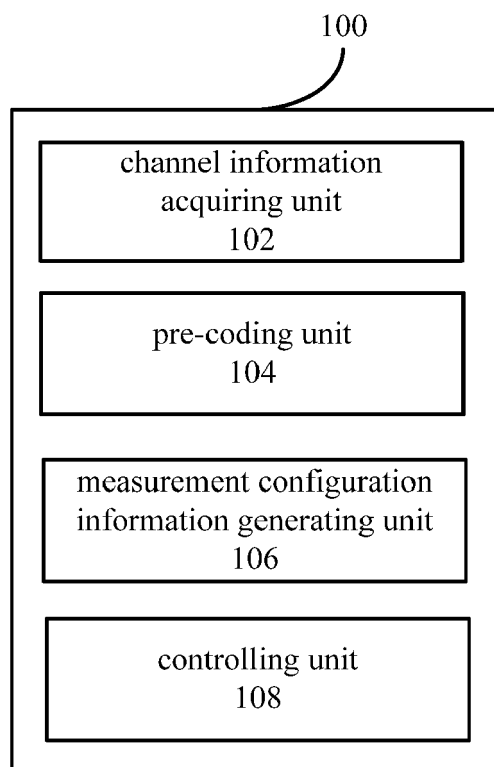 100
channel information
acquiring unit
102
pre-coding unit
104
measurement configuration
information generating unit
106
controlling unit
108